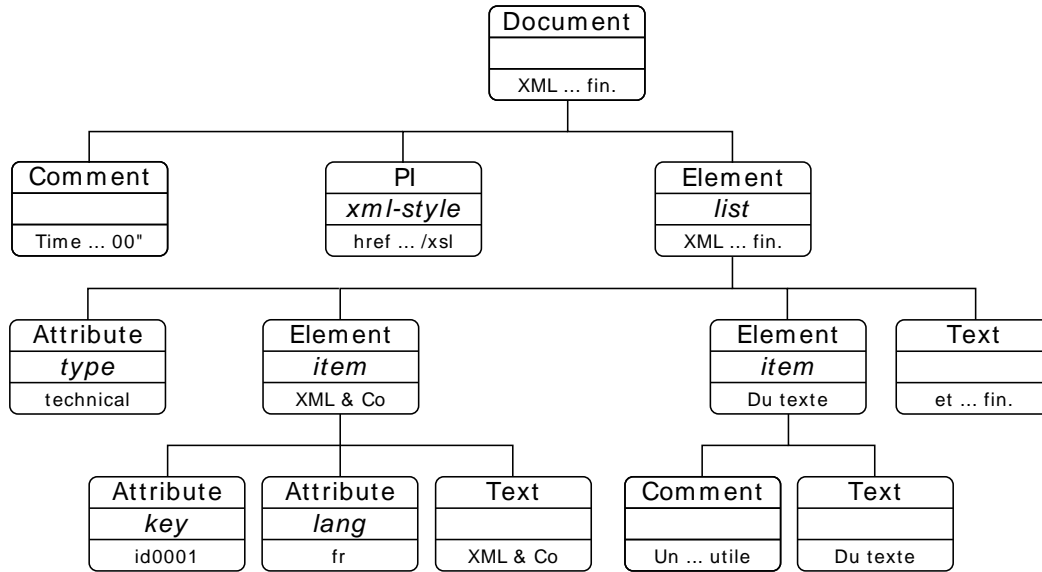 Document
XML ... fin.
Comment
Time ... 00"
PI
xml-style
href ... /xsl
Element
list
XML ... fin.
Attribute
type
technical
Element
item
XML & Co
Element
item
Du texte
Text
et ... fin.
Attribute
key
id0001
Attribute
lang
fr
Text
XML & Co
Comment
Un ... utile
Text
Du texte